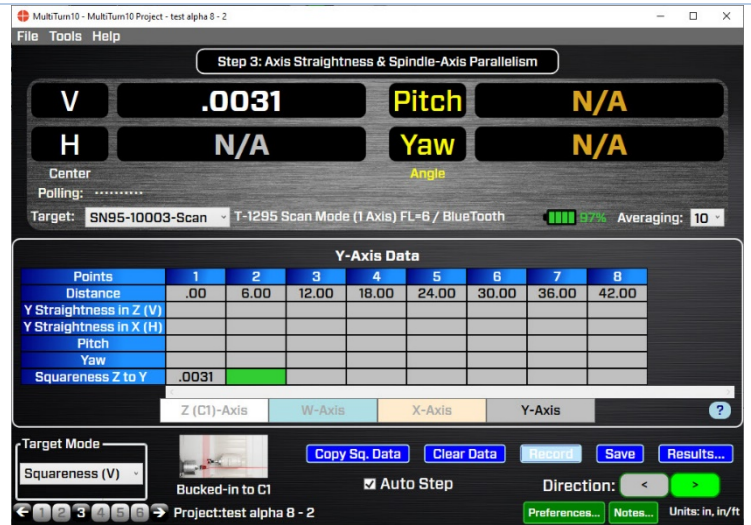 MultiTurn10 - MultiTurn10 Project - test alpha 8 - 2
File Tools Help
Step 3: Axis Straightness & Spindle-Axis Parallelism
V .0031 Pitch N/A
H N/A Yaw N/A
Center Angle
Polling: ..........
Target: SN95-10003-Scan T-1295 Scan Mode (1 Axis) FL=6 / BlueTooth 97% Averaging: 10
Y-Axis Data
Points 1 2 3 4 5 6 7 8
Distance .00 6.00 12.00 18.00 24.00 30.00 36.00 42.00
Y Straightness in Z (V)
Y Straightness in X (H)
Pitch
Yaw
Squareness Z to Y .0031
Z (C1)-Axis W-Axis X-Axis Y-Axis ?
Target Mode
Squareness (V)
Bucked-in to C1
Copy Sq. Data Clear Data Record Save Results...
Auto Step Direction: < >
1 2 3 4 5 6 Project:test alpha 8 - 2 Preferences... Notes... Units: in, in/ft